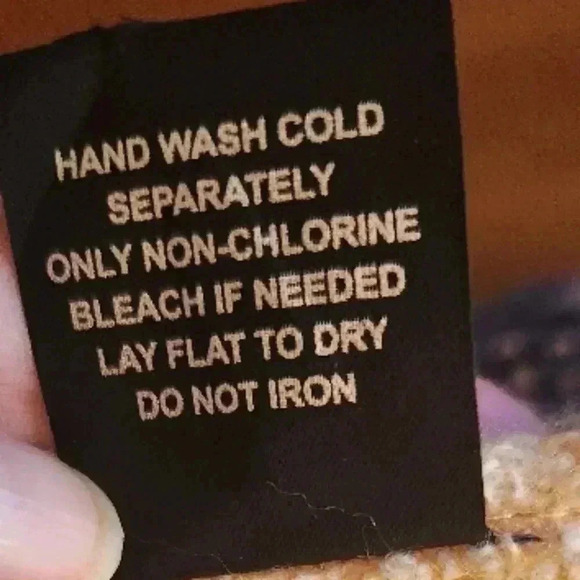 HAND WASH COLD
SEPARATELY
ONLY NON-CHLORINE
BLEACH IF NEEDED
LAY FLAT TO DRY
DO NOT IRON